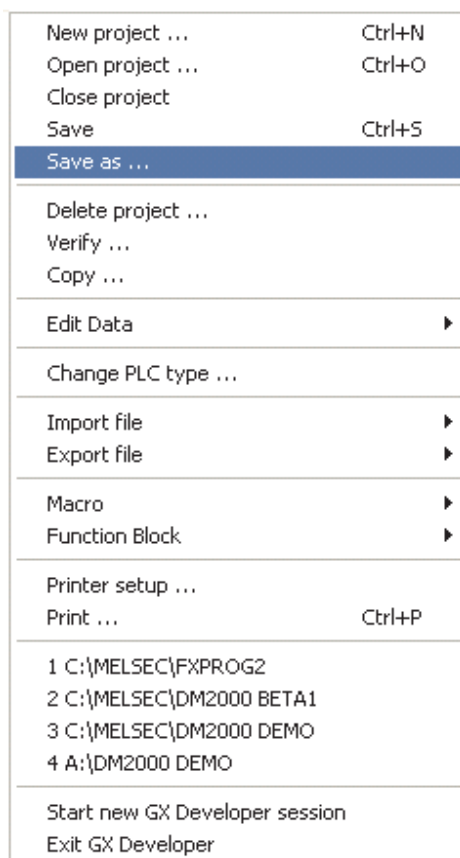 New project ... Ctrl+N
Open project ... Ctrl+O
Close project
Save Ctrl+S
Save as ...
Delete project ...
Verify ...
Copy ...
Edit Data
Change PLC type ...
Import file
Export file
Macro
Function Block
Printer setup ...
Print ... Ctrl+P
1 C:\MELSEC\FXPROG2
2 C:\MELSEC\DM2000 BETA1
3 C:\MELSEC\DM2000 DEMO
4 A:\DM2000 DEMO
Start new GX Developer session
Exit GX Developer